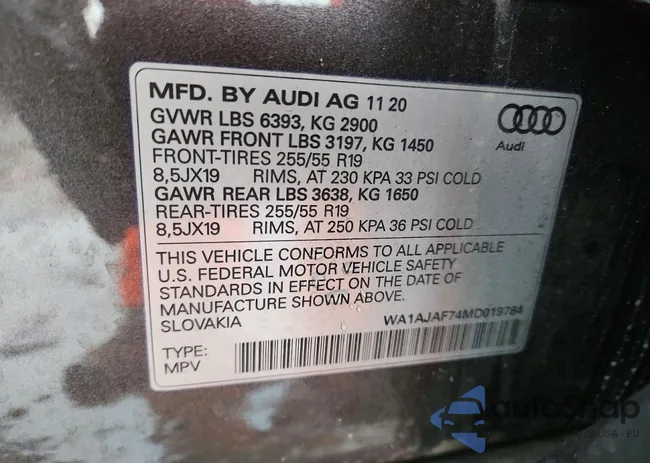 MFD. BY AUDI AG 11 20
GVWR LBS 6393, KG 2900
GAWR FRONT LBS 3197, KG 1450
FRONT-TIRES 255/55 R19
8,5JX19 RIMS, AT 230 KPA 33 PSI COLD
GAWR REAR LBS 3638, KG 1650
REAR-TIRES 255/55 R19
8,5JX19 RIMS, AT 250 KPA 36 PSI COLD
Audi
THIS VEHICLE CONFORMS TO ALL APPLICABLE
U.S. FEDERAL MOTOR VEHICLE SAFETY
STANDARDS IN EFFECT ON THE DATE OF
MANUFACTURE SHOWN ABOVE.
SLOVAKIA
WA1AJAF74MD019784
TYPE:
MPV
autoSnap
EU